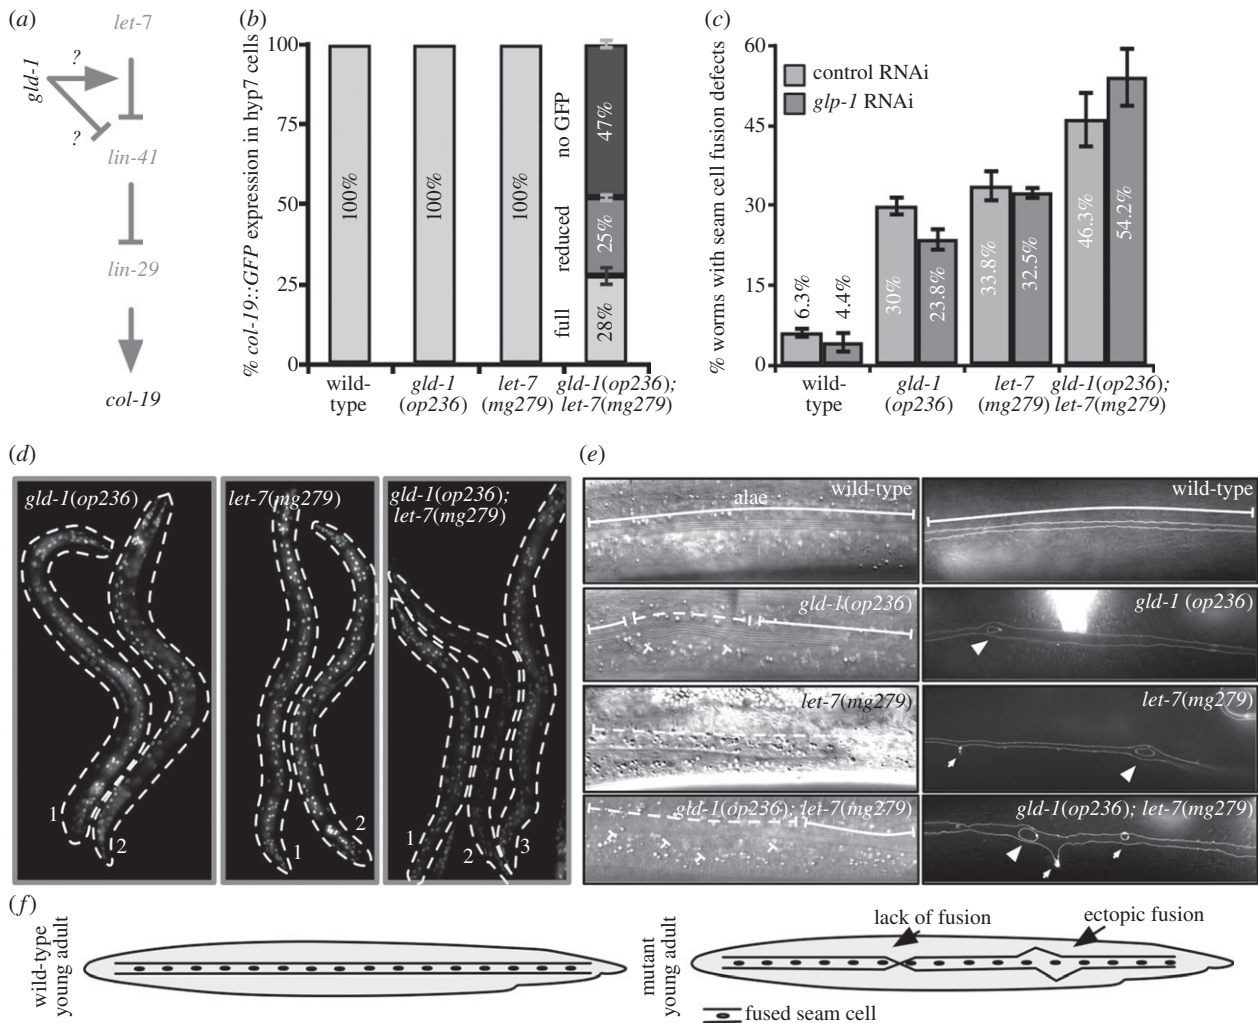 (a)
let-7
gld-1
?
?
lin-41
lin-29
col-19
(b)
% col-19::GFP expression in hyp7 cells
100
75
50
25
0
100%
100%
100%
no GFP
reduced
full
47%
25%
28%
wild-
type
gld-1
(op236)
let-7
(mg279)
gld-1(op236);
let-7(mg279)
(c)
% worms with seam cell fusion defects
60
45
30
15
0
control RNAi
glp-1 RNAi
6.3%
4.4%
30%
23.8%
33.8%
32.5%
46.3%
54.2%
wild-
type
gld-1
(op236)
let-7
(mg279)
gld-1(op236);
let-7(mg279)
(d)
gld-1(op236)
1
2
let-7(mg279)
1
2
gld-1(op236);
let-7(mg279)
1
2
3
(e)
wild-type
alae
wild-type
gld-1(op236)
gld-1 (op236)
let-7(mg279)
let-7(mg279)
gld-1(op236); let-7(mg279)
gld-1(op236); let-7(mg279)
(f)
wild-type
young adult
mutant
young adult
lack of fusion
ectopic fusion
fused seam cell